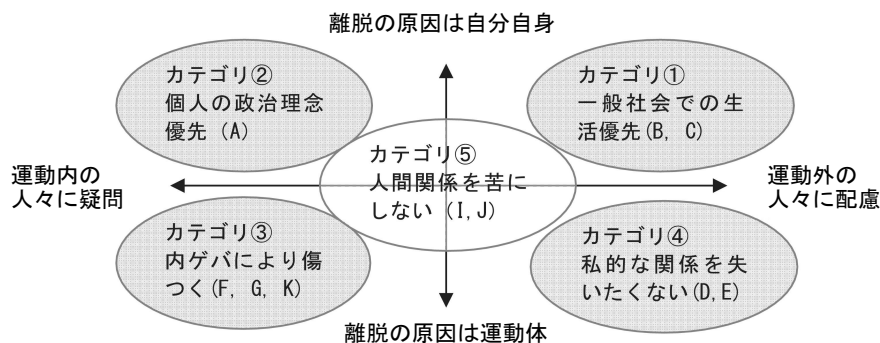 離脱の原因は自分自身
カテゴリ②
個人の政治理念
優先 (A)
カテゴリ①
一般社会での生
活優先(B, C)
カテゴリ⑤
人間関係を苦に
しない (I,J)
運動内の
人々に疑問
運動外の
人々に配慮
カテゴリ③
内ゲバにより傷
つく(F, G, K)
カテゴリ④
私的な関係を失
いたくない(D,E)
離脱の原因は運動体